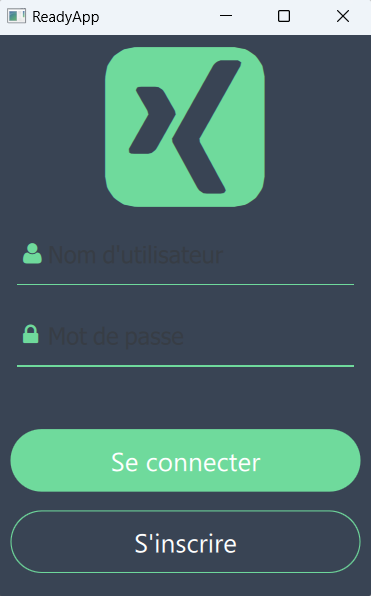 ReadyApp
Nom d'utilisateur
Mot de passe
Se connecter
S'inscrire